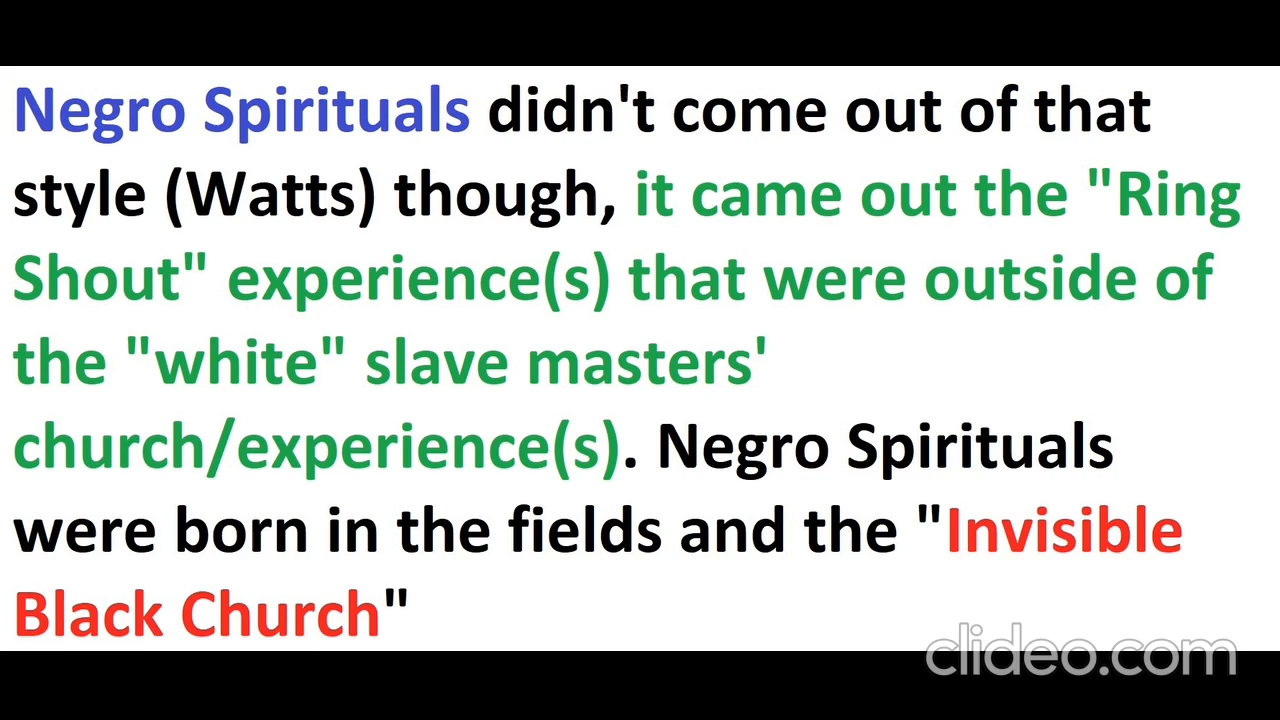 Negro Spirituals didn't come out of that
style (Watts) though, it came out the "Ring
Shout" experience(s) that were outside of
the "white" slave masters'
church/experience(s). Negro Spirituals
were born in the fields and the "Invisible
Black Church"
clideo.com